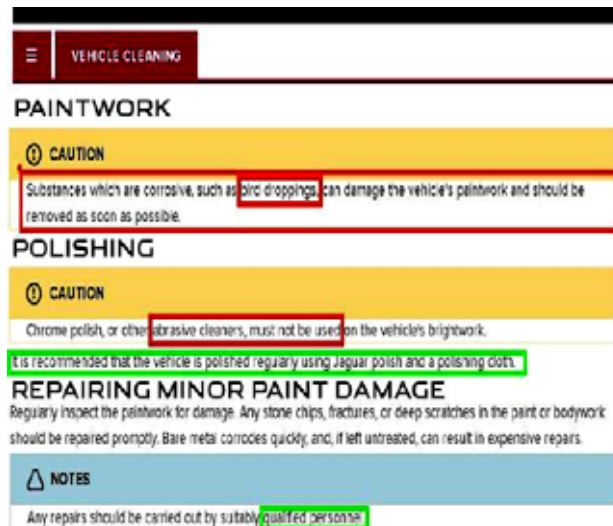 VEHICLE CLEANING
PAINTWORK
CAUTION
Substances which are corrosive, such as bird droppings, can damage the vehicle's paintwork and should be
removed as soon as possible.
POLISHING
CAUTION
Chrome polish, or other abrasive cleaners, must not be used on the vehicle's brightwork.
It is recommended that the vehicle is polished regularly using Jaguar polish and a polishing cloth.
REPAIRING MINOR PAINT DAMAGE
Regularly inspect the paintwork for damage. Any stone chips, fractures, or deep scratches in the paint or bodywork
should be repaired promptly. Bare metal corrodes quickly, and, if left untreated, can result in expensive repairs.
NOTES
Any repairs should be carried out by suitably qualified personnel.